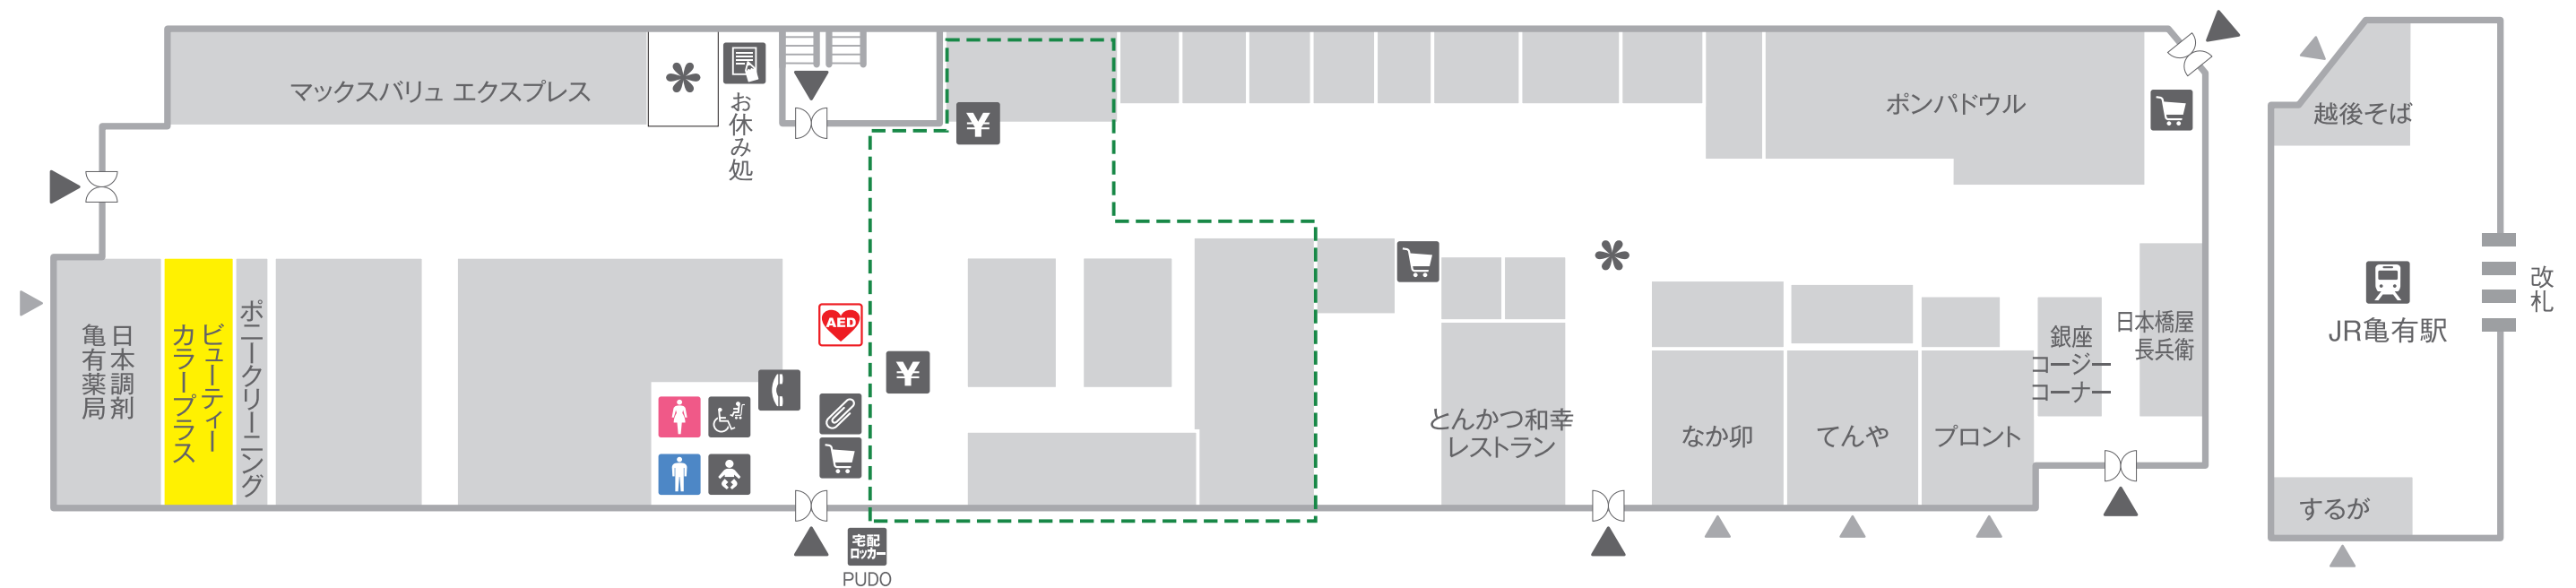 マックスバリュ エクスプレス
お休み処
¥
ポンパドウル
越後そば
日本調剤
亀有薬局
ビューティー
カラープラス
ポニークリーニング
AED
¥
とんかつ和幸
レストラン
なか卯
てんや
プロント
銀座
コージー
コーナー
日本橋屋
長兵衛
JR亀有駅
改札
するが
宅配
ロッカー
PUDO